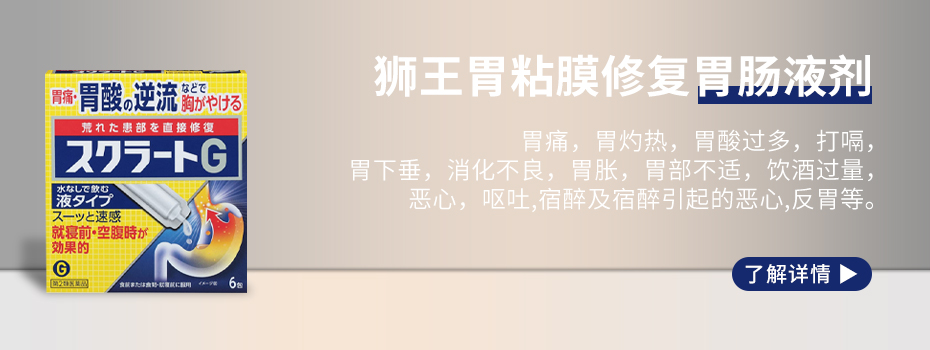 狮王胃粘膜修复胃肠液剂
胃痛，胃灼热，胃酸过多，打嗝，
胃下垂，消化不良，胃胀，胃部不适，饮酒过量，
恶心，呕吐,宿醉及宿醉引起的恶心,反胃等。
了解详情 ▶
胃痛・胃酸の逆流などで胸がやける
荒れた患部を直接修復
スクラートG
水なしで飲む
液タイプ
スーッと速感
就寝前・空腹時が
効果的
G
第2類医薬品
食前または食間・就寝前に服用
イメージ図
6包